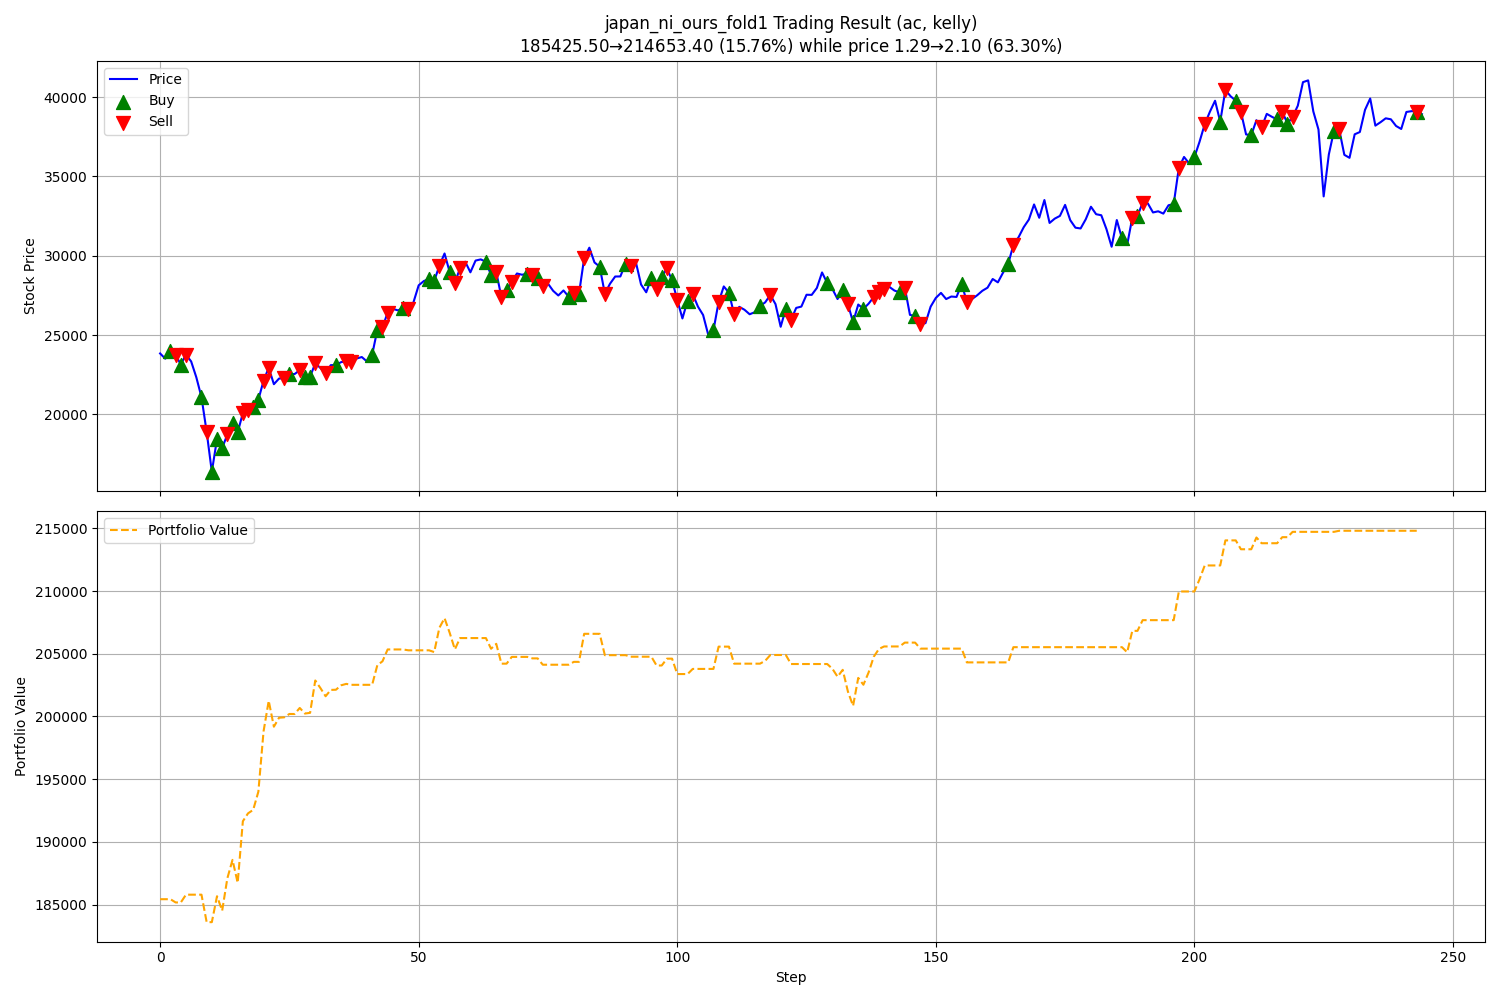 japan_ni_ours_fold1 Trading Result (ac, kelly)
185425.50→214653.40 (15.76%) while price 1.29→2.10 (63.30%)
Price
Buy
Sell
40000
35000
30000
25000
20000
Stock Price
Portfolio Value
215000
210000
205000
200000
195000
190000
185000
Portfolio Value
0
50
100
150
200
250
Step